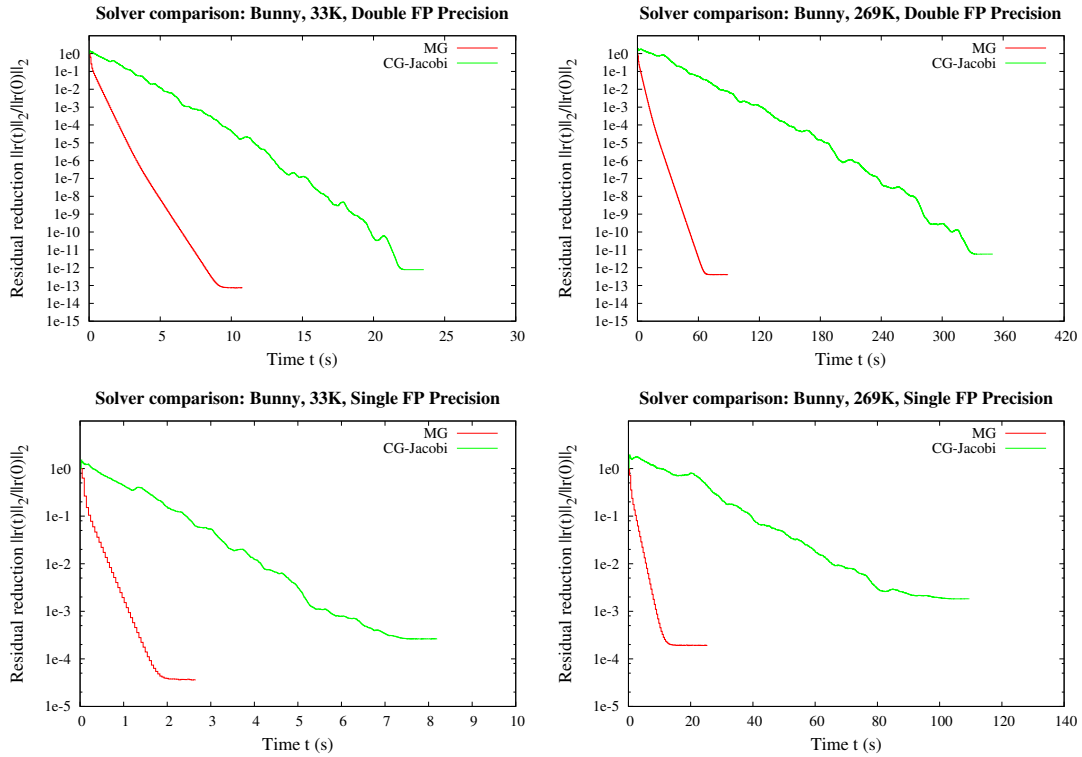 Solver comparison: Bunny, 33K, Double FP Precision
Residual reduction ||r(t)||2/||r(0)||2
1e0
1e-1
1e-2
1e-3
1e-4
1e-5
1e-6
1e-7
1e-8
1e-9
1e-10
1e-11
1e-12
1e-13
1e-14
1e-15
MG
CG-Jacobi
0 5 10 15 20 25 30
Time t (s)
Solver comparison: Bunny, 269K, Double FP Precision
Residual reduction ||r(t)||2/||r(0)||2
1e0
1e-1
1e-2
1e-3
1e-4
1e-5
1e-6
1e-7
1e-8
1e-9
1e-10
1e-11
1e-12
1e-13
1e-14
1e-15
MG
CG-Jacobi
0 60 120 180 240 300 360 420
Time t (s)
Solver comparison: Bunny, 33K, Single FP Precision
Residual reduction ||r(t)||2/||r(0)||2
1e0
1e-1
1e-2
1e-3
1e-4
1e-5
MG
CG-Jacobi
0 1 2 3 4 5 6 7 8 9 10
Time t (s)
Solver comparison: Bunny, 269K, Single FP Precision
Residual reduction ||r(t)||2/||r(0)||2
1e0
1e-1
1e-2
1e-3
1e-4
1e-5
MG
CG-Jacobi
0 20 40 60 80 100 120 140
Time t (s)